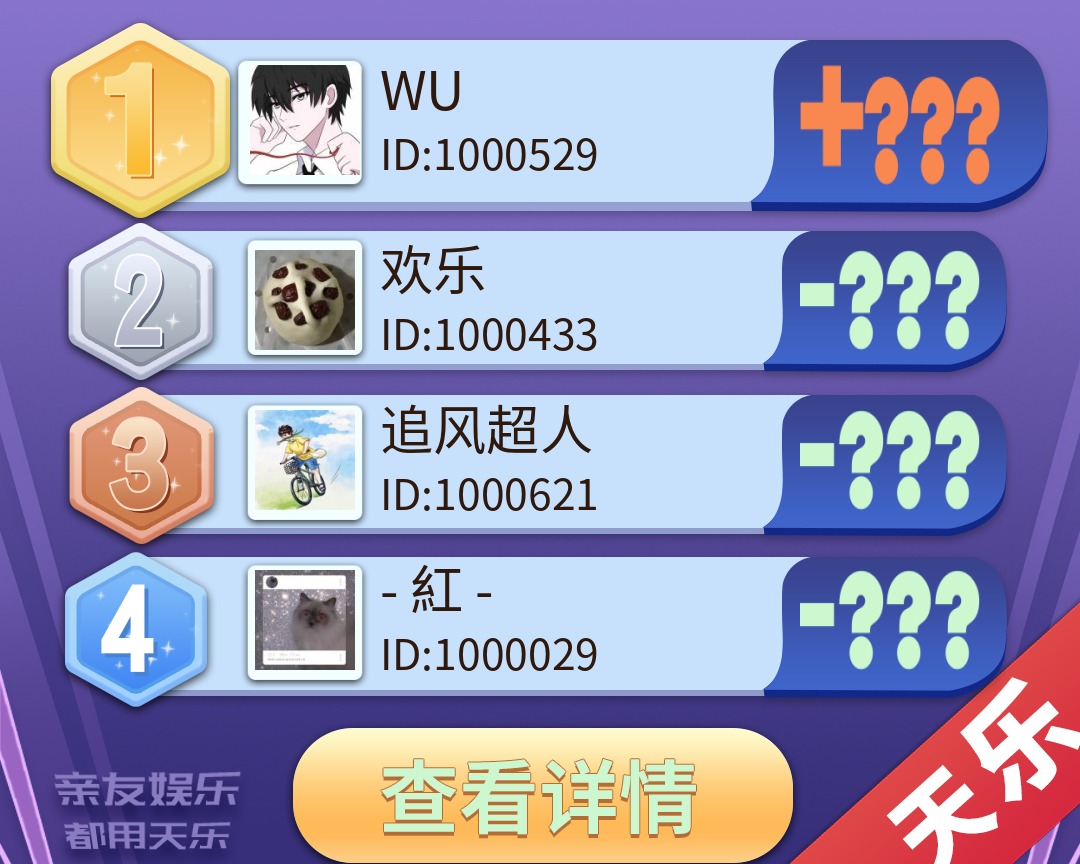 1
WU
ID:1000529
+???
2
欢乐
ID:1000433
-???
3
追风超人
ID:1000621
-???
4
- 紅 -
ID:1000029
-???
查看详情
亲友娱乐
都用天乐
天乐